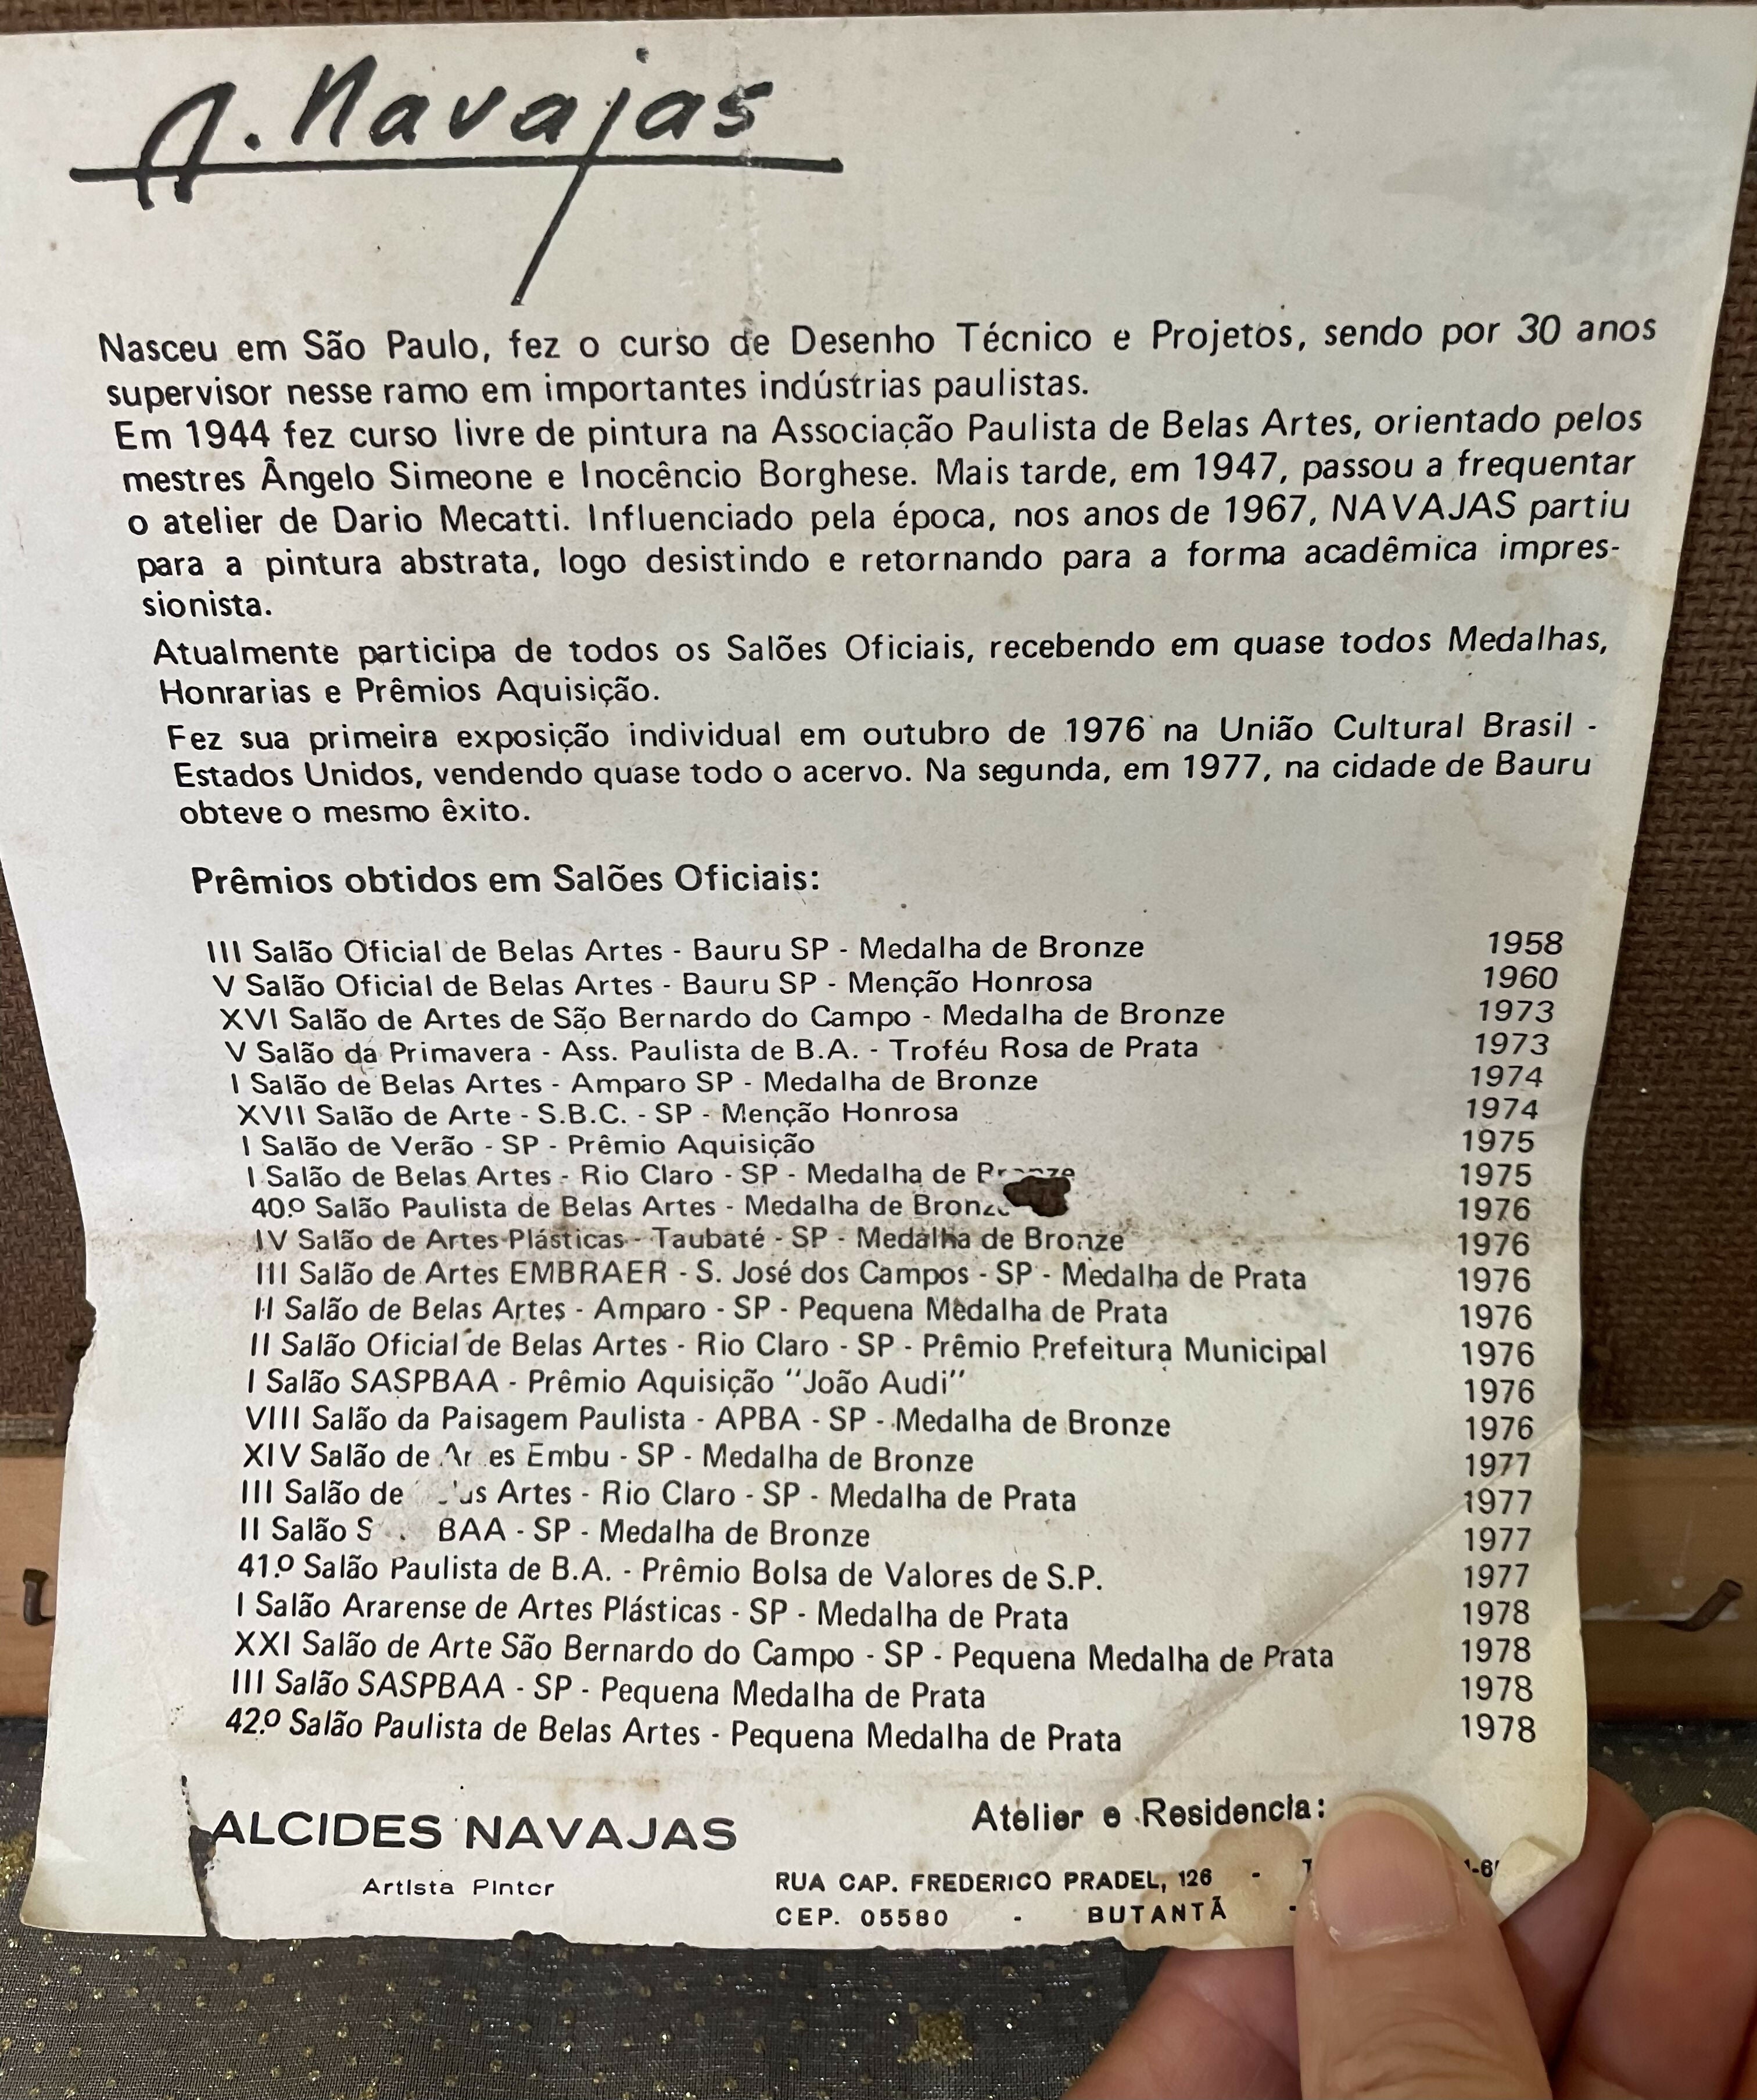 A. Navajas
Nasceu em São Paulo, fez o curso de Desenho Técnico e Projetos, sendo por 30 anos
supervisor nesse ramo em importantes indústrias paulistas.
Em 1944 fez curso livre de pintura na Associação Paulista de Belas Artes, orientado pelos
mestres Ângelo Simeone e Inocêncio Borghese. Mais tarde, em 1947, passou a frequentar
o atelier de Dario Mecatti. Influenciado pela época, nos anos de 1967, NAVAJAS partiu
para a pintura abstrata, logo desistindo e retornando para a forma acadêmica impres-
sionista.
Atualmente participa de todos os Salões Oficiais, recebendo em quase todos Medalhas,
Honrarias e Prêmios Aquisição.
Fez sua primeira exposição individual em outubro de 1976 na União Cultural Brasil -
Estados Unidos, vendendo quase todo o acervo. Na segunda, em 1977, na cidade de Bauru
obteve o mesmo êxito.
Prêmios obtidos em Salões Oficiais:
III Salão Oficial de Belas Artes - Bauru SP - Medalha de Bronze 1958
V Salão Oficial de Belas Artes - Bauru SP - Menção Honrosa 1960
XVI Salão de Artes de São Bernardo do Campo - Medalha de Bronze 1973
V Salão da Primavera - Ass. Paulista de B.A. - Troféu Rosa de Prata 1973
I Salão de Belas Artes - Amparo SP - Medalha de Bronze 1974
XVII Salão de Arte - S.B.C. - SP - Menção Honrosa 1974
I Salão de Verão - SP - Prêmio Aquisição 1975
I Salão de Belas Artes - Rio Claro - SP - Medalha de Bronze 1975
40.º Salão Paulista de Belas Artes - Medalha de Bronze 1976
IV Salão de Artes Plásticas - Taubaté - SP - Medalha de Bronze 1976
III Salão de Artes EMBRAER - S. José dos Campos - SP - Medalha de Prata 1976
II Salão de Belas Artes - Amparo - SP - Pequena Medalha de Prata 1976
II Salão Oficial de Belas Artes - Rio Claro - SP - Prêmio Prefeitura Municipal 1976
I Salão SASPBAA - Prêmio Aquisição "João Audi" 1976
VIII Salão da Paisagem Paulista - APBA - SP - Medalha de Bronze 1976
XIV Salão de Artes Embu - SP - Medalha de Bronze 1977
III Salão de Artes - Rio Claro - SP - Medalha de Prata 1977
II Salão - SP - Medalha de Bronze 1977
41.º Salão Paulista de B.A. - Prêmio Bolsa de Valores de S.P. 1977
I Salão Ararense de Artes Plásticas - SP - Medalha de Prata 1978
XXI Salão de Arte São Bernardo do Campo - SP - Pequena Medalha de Prata 1978
III Salão SASPBAA - SP - Pequena Medalha de Prata 1978
42.º Salão Paulista de Belas Artes - Pequena Medalha de Prata 1978
ALCIDES NAVAJAS
Artista Pintor
Atelier e Residencia:
RUA CAP. FREDERICO PRADEL, 126 -
CEP. 05580 - BUTANTÃ -